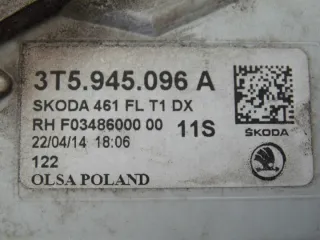 3T5.945.096 A
SKODA 461 FL T1 DX
RH F03486000 00 11S
ŠKODA
22/04/14 18:06
122
OLSA POLAND